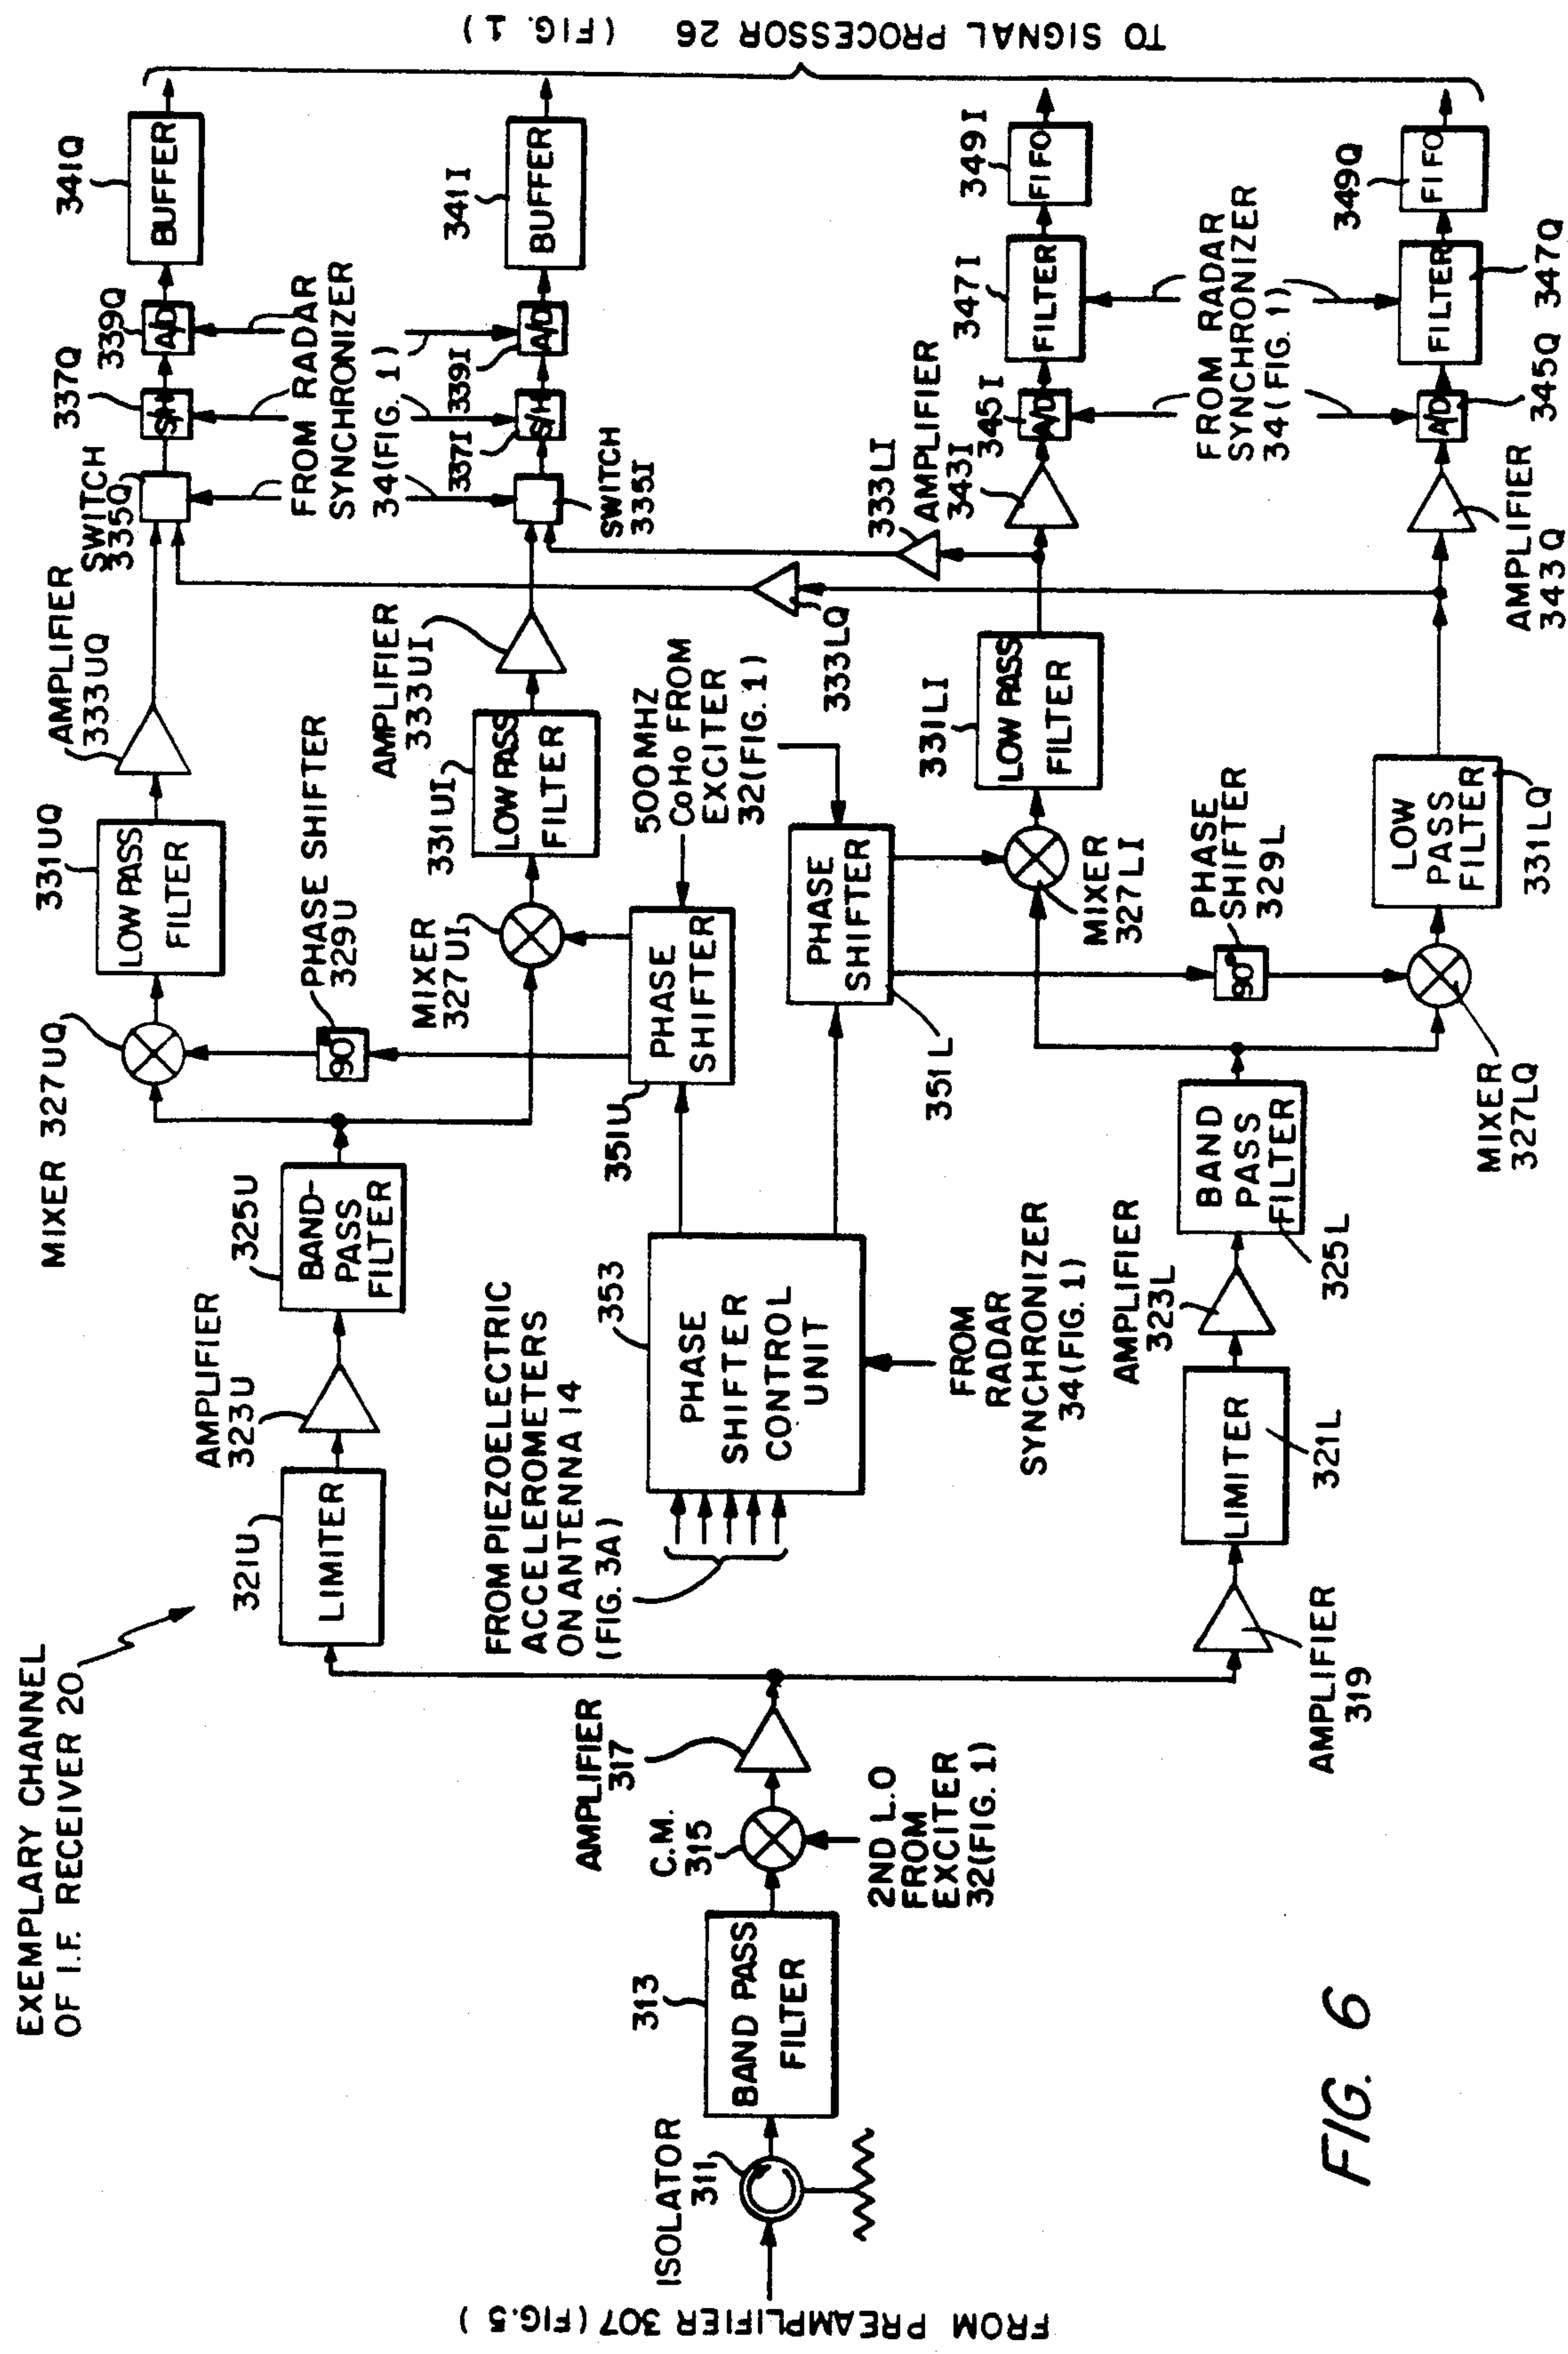 EXEMPLARY CHANNEL
OF I.F. RECEIVER 20
FROM PREAMPLIFIER 307 (FIG. 5)
ISOLATOR
311
313
BAND PASS
FILTER
C.M.
315
2ND L.O
FROM
EXCITER
32(FIG. 1)
AMPLIFIER
317
321U
LIMITER
AMPLIFIER
323U
325U
BAND-
PASS
FILTER
MIXER 327UQ
PHASE SHIFTER
329U
90°
331UQ
LOW PASS
FILTER
AMPLIFIER
333UQ
SWITCH
335Q
337Q
S/H
339Q
A/D
341Q
BUFFER
FROM RADAR
SYNCHRONIZER
34(FIG. 1)
MIXER
327UI
331UI
LOW PASS
FILTER
AMPLIFIER
333UI
SWITCH
335I
337I
S/H
339I
A/D
341I
BUFFER
FROM PIEZOELECTRIC
ACCELEROMETERS
ON ANTENNA 14
(FIG. 3A)
353
PHASE
SHIFTER
CONTROL
UNIT
FROM
RADAR
SYNCHRONIZER
34(FIG. 1)
351U
PHASE
SHIFTER
500MHZ
CoHo FROM
EXCITER
32(FIG. 1)
PHASE
SHIFTER
351L
333LQ
333LI
AMPLIFIER
319
LIMITER
321L
AMPLIFIER
323L
BAND
PASS
FILTER
325L
MIXER
327LI
331LI
LOW PASS
FILTER
AMPLIFIER
343I
345I
A/D
347I
FILTER
349I
FIFO
FROM RADAR
SYNCHRONIZER
34(FIG. 1)
PHASE
SHIFTER
329L
90°
MIXER
327LQ
LOW
PASS
FILTER
331LQ
AMPLIFIER
343Q
A/D
345Q
FILTER
347Q
349Q
FIFO
TO SIGNAL PROCESSOR 26 (FIG. 1)
FIG. 6